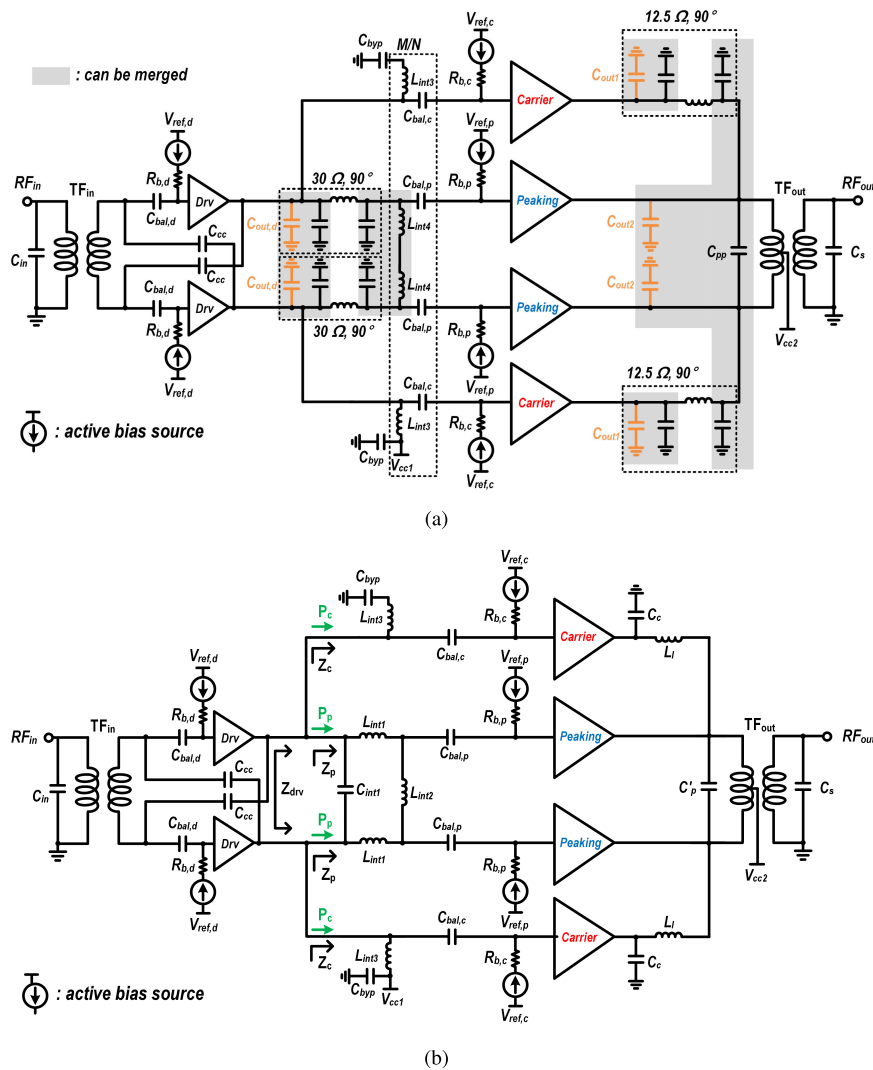 V_ref,c
12.5 Ω, 90°
C_byp
M/N
: can be merged
L_int3
R_b,c
C_out1
C_bal,c
Carrier
V_ref,d
V_ref,p
RF_in
TF_in
R_b,d
30 Ω, 90°
C_bal,p
R_b,p
TF_out
RF_out
Drv
Peaking
C_bal,d
C_out,d
L_int4
C_out2
C_cc
C_in
C_pp
C_s
C_cc
C_out,d
L_int4
C_out2
C_bal,d
Drv
Peaking
R_b,d
30 Ω, 90°
C_bal,p
R_b,p
V_cc2
V_ref,d
V_ref,p
C_bal,c
12.5 Ω, 90°
Carrier
: active bias source
L_int3
R_b,c
C_out1
C_byp
V_cc1
V_ref,c
(a)
V_ref,c
C_byp
P_c
L_int3
R_b,c
Carrier
C_c
Z_c
C_bal,c
L_l
V_ref,d
V_ref,p
RF_in
TF_in
R_b,d
P_p
L_int1
R_b,p
TF_out
RF_out
Drv
Peaking
C_bal,d
Z_p
C_bal,p
C_cc
C_in
Z_drv
C_int1
L_int2
C'_p
C_s
C_cc
C_bal,d
P_p
C_bal,p
Drv
Peaking
R_b,d
Z_p
L_int1
R_b,p
V_cc2
V_ref,d
P_c
C_bal,c
V_ref,p
L_l
Z_c
L_int3
R_b,c
Carrier
C_c
: active bias source
C_byp
V_cc1
V_ref,c
(b)